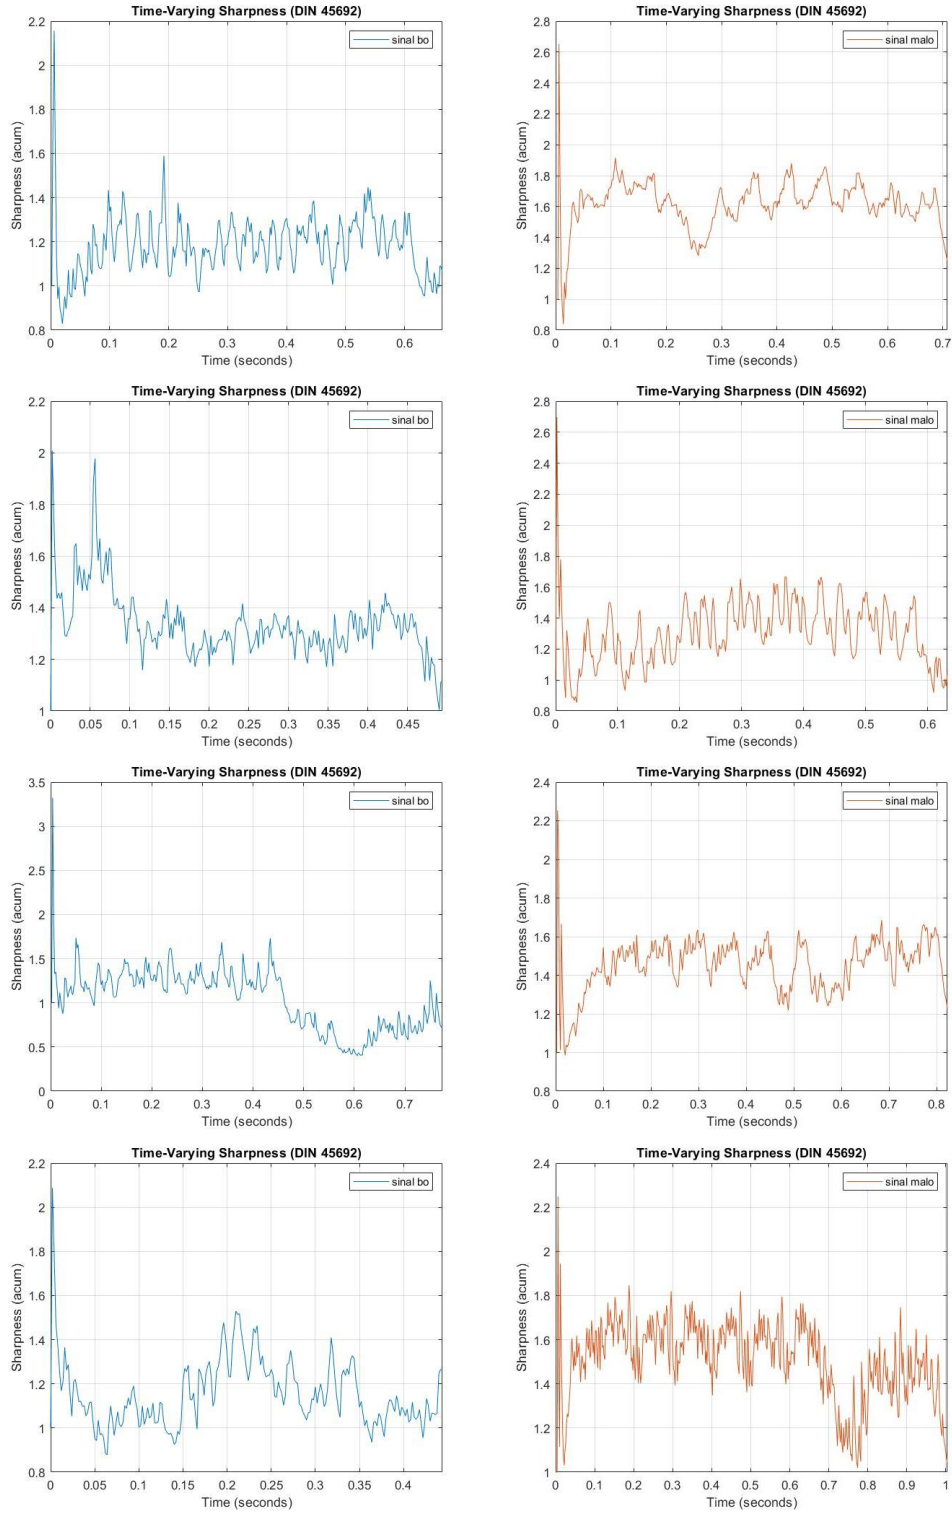 Time-Varying Sharpness (DIN 45692)
sinal bo
Sharpness (acum)
2.2
2
1.8
1.6
1.4
1.2
1
0.8
0 0.1 0.2 0.3 0.4 0.5 0.6
Time (seconds)
Time-Varying Sharpness (DIN 45692)
sinal malo
Sharpness (acum)
2.8
2.6
2.4
2.2
2
1.8
1.6
1.4
1.2
1
0.8
0 0.1 0.2 0.3 0.4 0.5 0.6 0.7
Time (seconds)
Time-Varying Sharpness (DIN 45692)
sinal bo
Sharpness (acum)
2.2
2
1.8
1.6
1.4
1.2
1
0 0.05 0.1 0.15 0.2 0.25 0.3 0.35 0.4 0.45
Time (seconds)
Time-Varying Sharpness (DIN 45692)
sinal malo
Sharpness (acum)
2.8
2.6
2.4
2.2
2
1.8
1.6
1.4
1.2
1
0.8
0 0.1 0.2 0.3 0.4 0.5 0.6
Time (seconds)
Time-Varying Sharpness (DIN 45692)
sinal bo
Sharpness (acum)
3.5
3
2.5
2
1.5
1
0.5
0
0 0.1 0.2 0.3 0.4 0.5 0.6 0.7
Time (seconds)
Time-Varying Sharpness (DIN 45692)
sinal malo
Sharpness (acum)
2.4
2.2
2
1.8
1.6
1.4
1.2
1
0.8
0 0.1 0.2 0.3 0.4 0.5 0.6 0.7 0.8
Time (seconds)
Time-Varying Sharpness (DIN 45692)
sinal bo
Sharpness (acum)
2.2
2
1.8
1.6
1.4
1.2
1
0.8
0 0.05 0.1 0.15 0.2 0.25 0.3 0.35 0.4
Time (seconds)
Time-Varying Sharpness (DIN 45692)
sinal malo
Sharpness (acum)
2.4
2.2
2
1.8
1.6
1.4
1.2
1
0 0.1 0.2 0.3 0.4 0.5 0.6 0.7 0.8 0.9 1
Time (seconds)